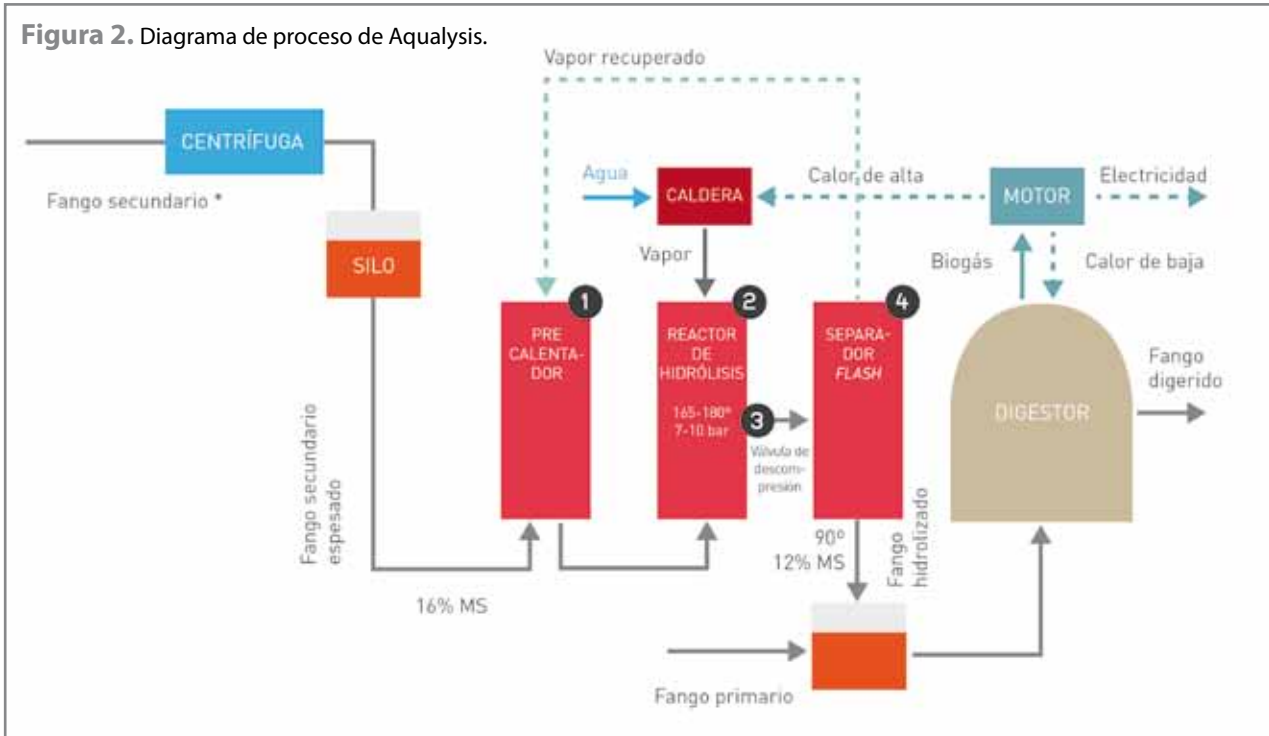 Figura 2. Diagrama de proceso de Aqualysis.
Vapor recuperado
CENTRÍFUGA
Fango secundario *
SILO
Agua
CALDERA
Calor de alta
MOTOR
Electricidad
Vapor
Biogás
Calor de baja
1
PRE
CALENTA-
DOR
2
REACTOR
DE
HIDRÓLISIS
165-180º
7-10 bar
3
Válvula de
descom-
presión
4
SEPARA-
DOR
FLASH
DIGESTOR
Fango
digerido
Fango secundario
espesado
16% MS
90º
12% MS
Fango
hidrolizado
Fango primario